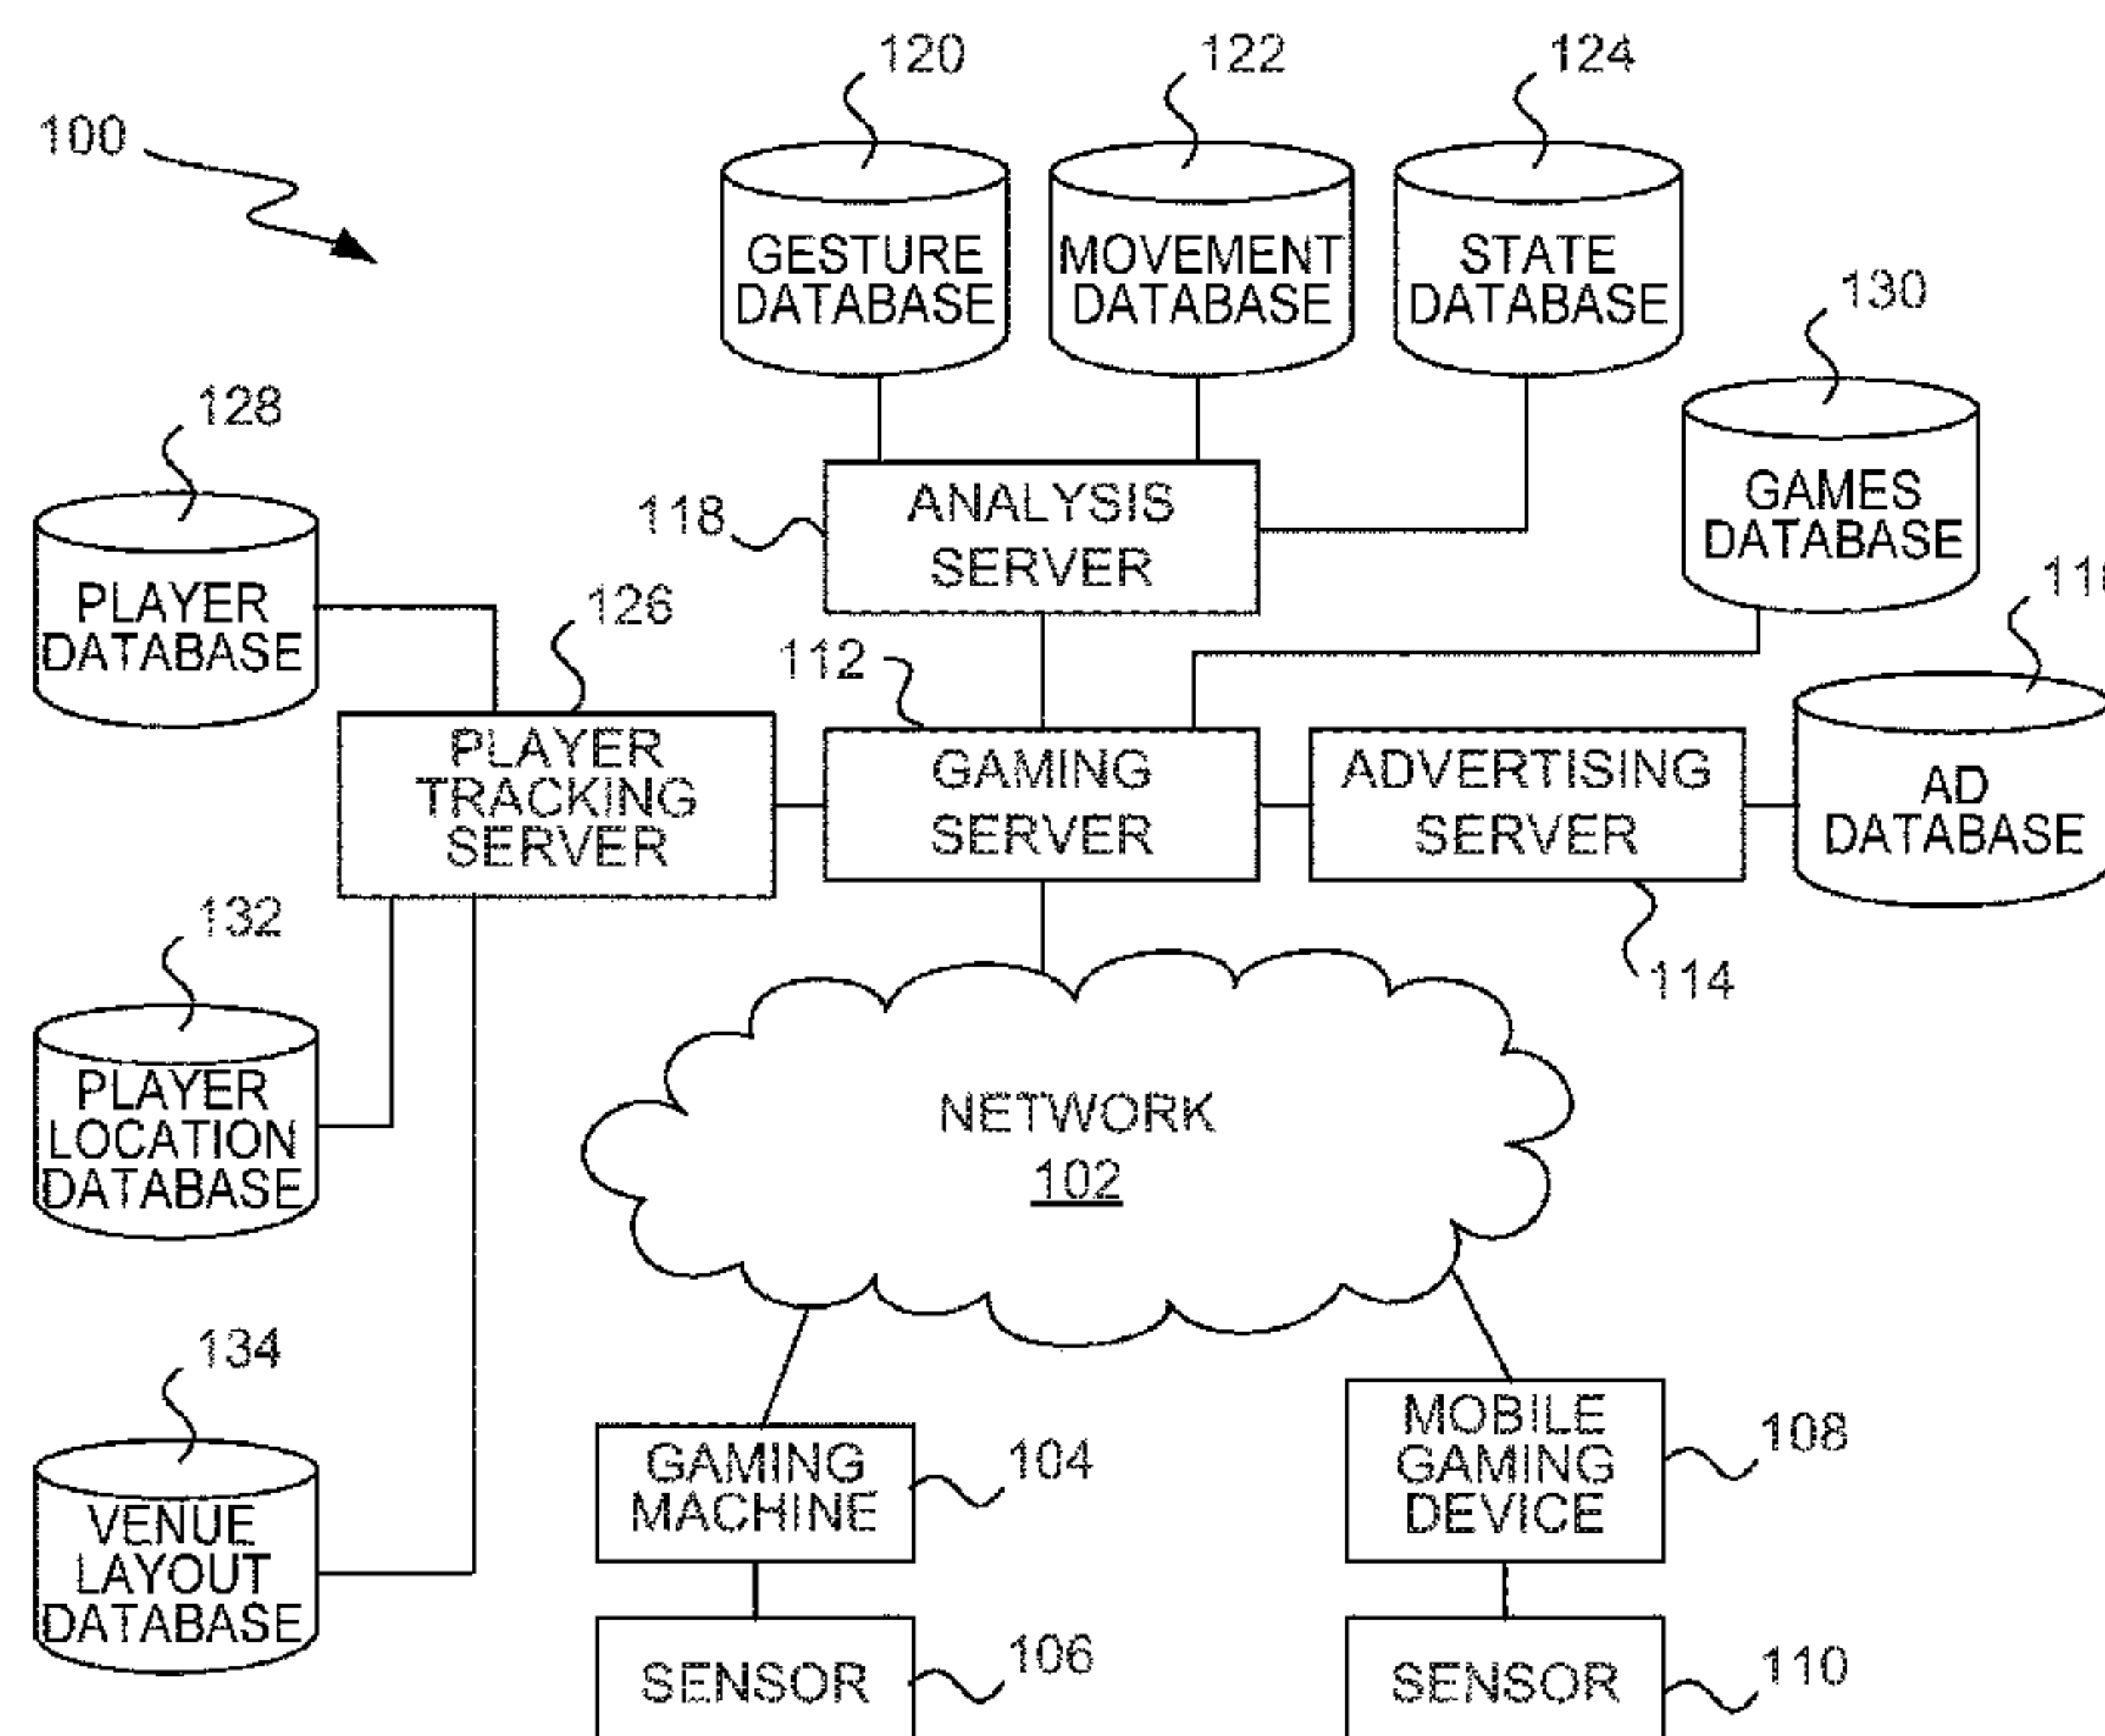 120
122
124
100
GESTURE
DATABASE
MOVEMENT
DATABASE
STATE
DATABASE
130
128
GAMES
DATABASE
118
ANALYSIS
SERVER
PLAYER
DATABASE
126
112
PLAYER
TRACKING
SERVER
GAMING
SERVER
ADVERTISING
SERVER
AD
DATABASE
132
114
PLAYER
LOCATION
DATABASE
NETWORK
102
134
VENUE
LAYOUT
DATABASE
GAMING
MACHINE
104
MOBILE
GAMING
DEVICE
108
SENSOR
106
SENSOR
110